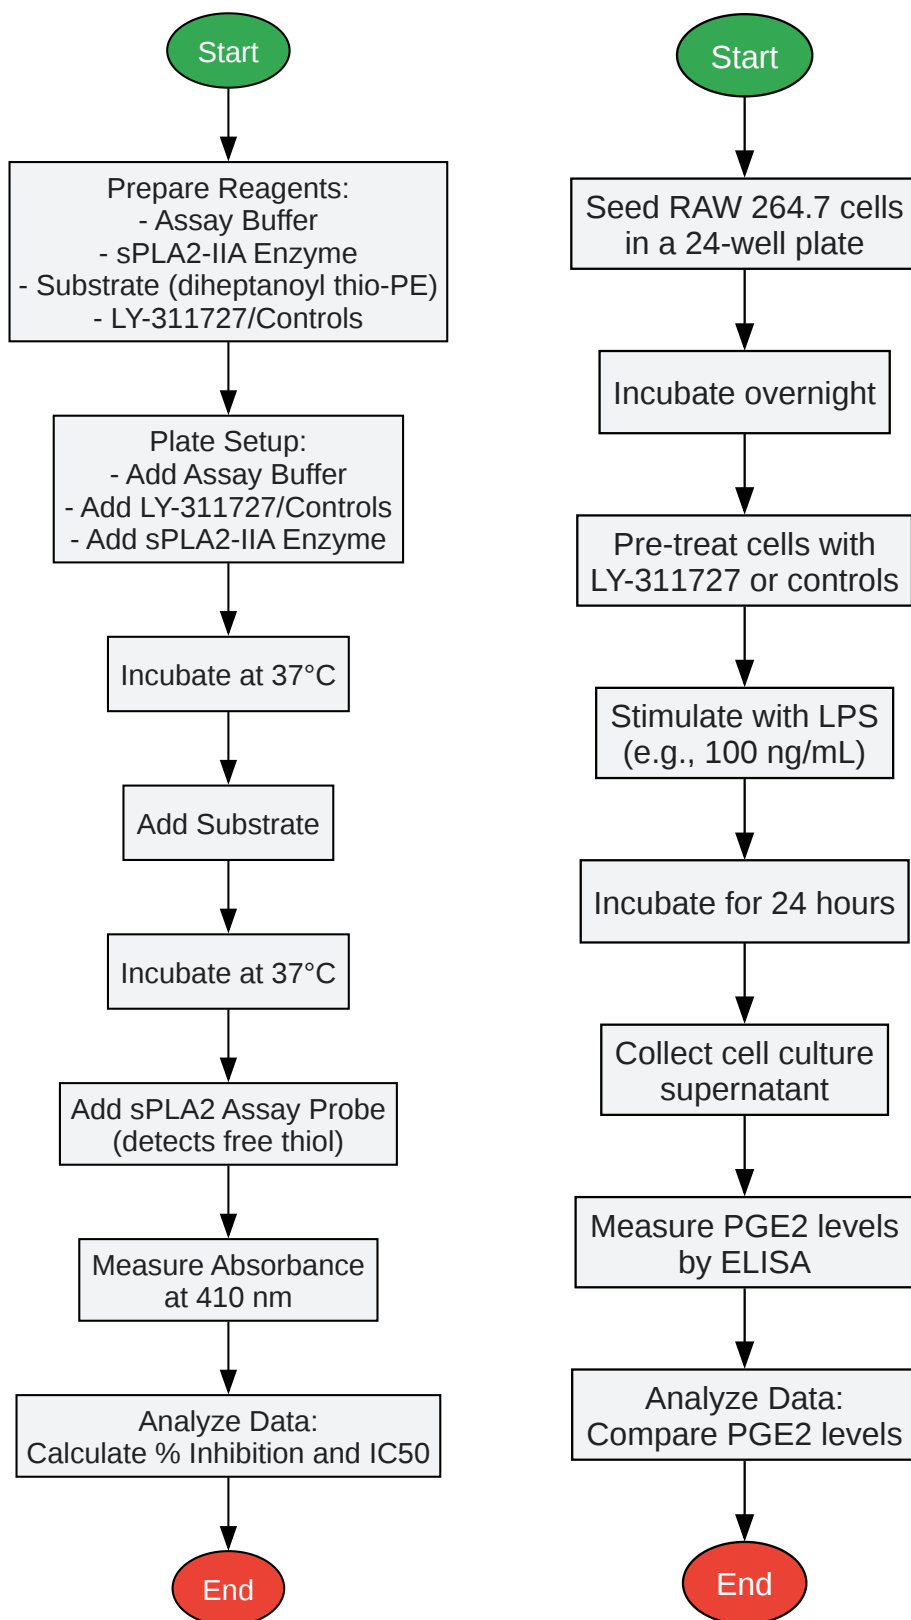 Start
Prepare Reagents:
- Assay Buffer
- sPLA2-IIA Enzyme
- Substrate (diheptanoyl thio-PE)
- LY-311727/Controls
Plate Setup:
- Add Assay Buffer
- Add LY-311727/Controls
- Add sPLA2-IIA Enzyme
Incubate at 37°C
Add Substrate
Incubate at 37°C
Add sPLA2 Assay Probe
(detects free thiol)
Measure Absorbance
at 410 nm
Analyze Data:
Calculate % Inhibition and IC50
End
Start
Seed RAW 264.7 cells
in a 24-well plate
Incubate overnight
Pre-treat cells with
LY-311727 or controls
Stimulate with LPS
(e.g., 100 ng/mL)
Incubate for 24 hours
Collect cell culture
supernatant
Measure PGE2 levels
by ELISA
Analyze Data:
Compare PGE2 levels
End